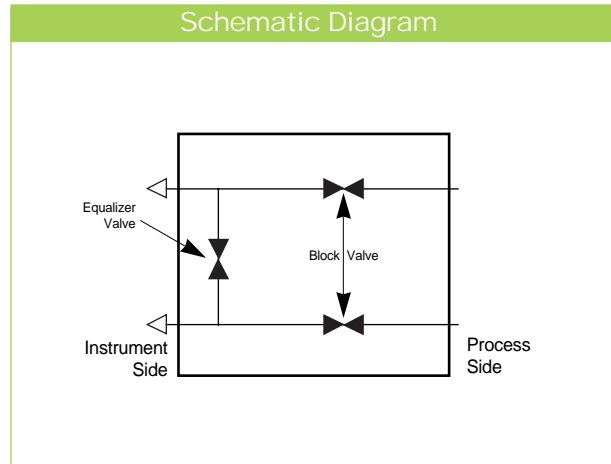 Schematic Diagram
Equalizer
Valve
Block Valve
Instrument
Side
Process
Side